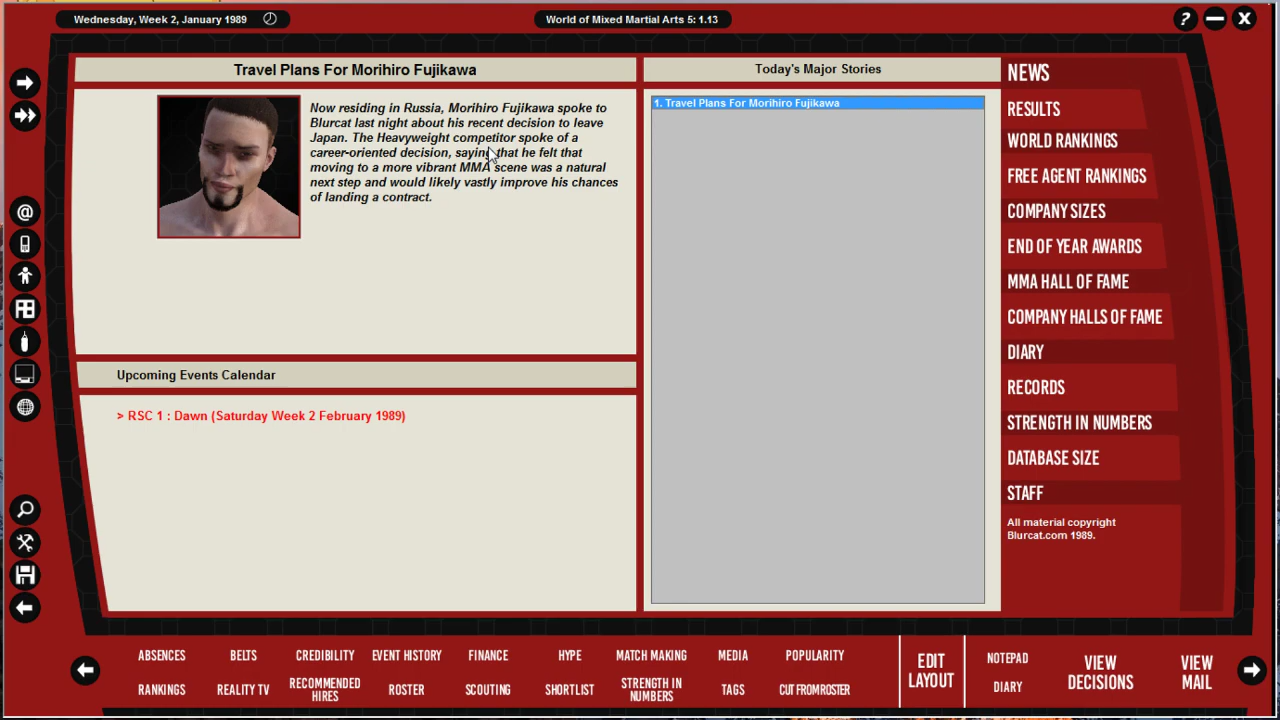 Wednesday, Week 2, January 1989
World of Mixed Martial Arts 5: 1.13
?
X
Travel Plans For Morihiro Fujikawa
Now residing in Russia, Morihiro Fujikawa spoke to
Blurcat last night about his recent decision to leave
Japan. The Heavyweight competitor spoke of a
career-oriented decision, saying that he felt that
moving to a more vibrant MMA scene was a natural
next step and would likely vastly improve his chances
of landing a contract.
Upcoming Events Calendar
> RSC 1 : Dawn (Saturday Week 2 February 1989)
Today's Major Stories
1. Travel Plans For Morihiro Fujikawa
NEWS
RESULTS
WORLD RANKINGS
FREE AGENT RANKINGS
COMPANY SIZES
END OF YEAR AWARDS
MMA HALL OF FAME
COMPANY HALLS OF FAME
DIARY
RECORDS
STRENGTH IN NUMBERS
DATABASE SIZE
STAFF
All material copyright
Blurcat.com 1989.
@
ABSENCES
BELTS
CREDIBILITY
EVENT HISTORY
FINANCE
HYPE
MATCH MAKING
MEDIA
POPULARITY
RANKINGS
REALITY TV
RECOMMENDED
HIRES
ROSTER
SCOUTING
SHORTLIST
STRENGTH IN
NUMBERS
TAGS
CUT FROM ROSTER
EDIT
LAYOUT
NOTEPAD
DIARY
VIEW
DECISIONS
VIEW
MAIL